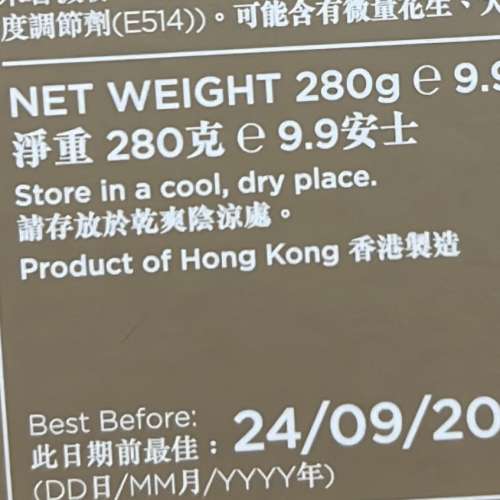 度調節劑(E514))。可能含有微量花生、
NET WEIGHT 280g ℮ 9.9
淨重 280克 ℮ 9.9安士
Store in a cool, dry place.
請存放於乾爽陰涼處。
Product of Hong Kong 香港製造
Best Before: 24/09/20
此日期前最佳：
(DD日/MM月/YYYY年)